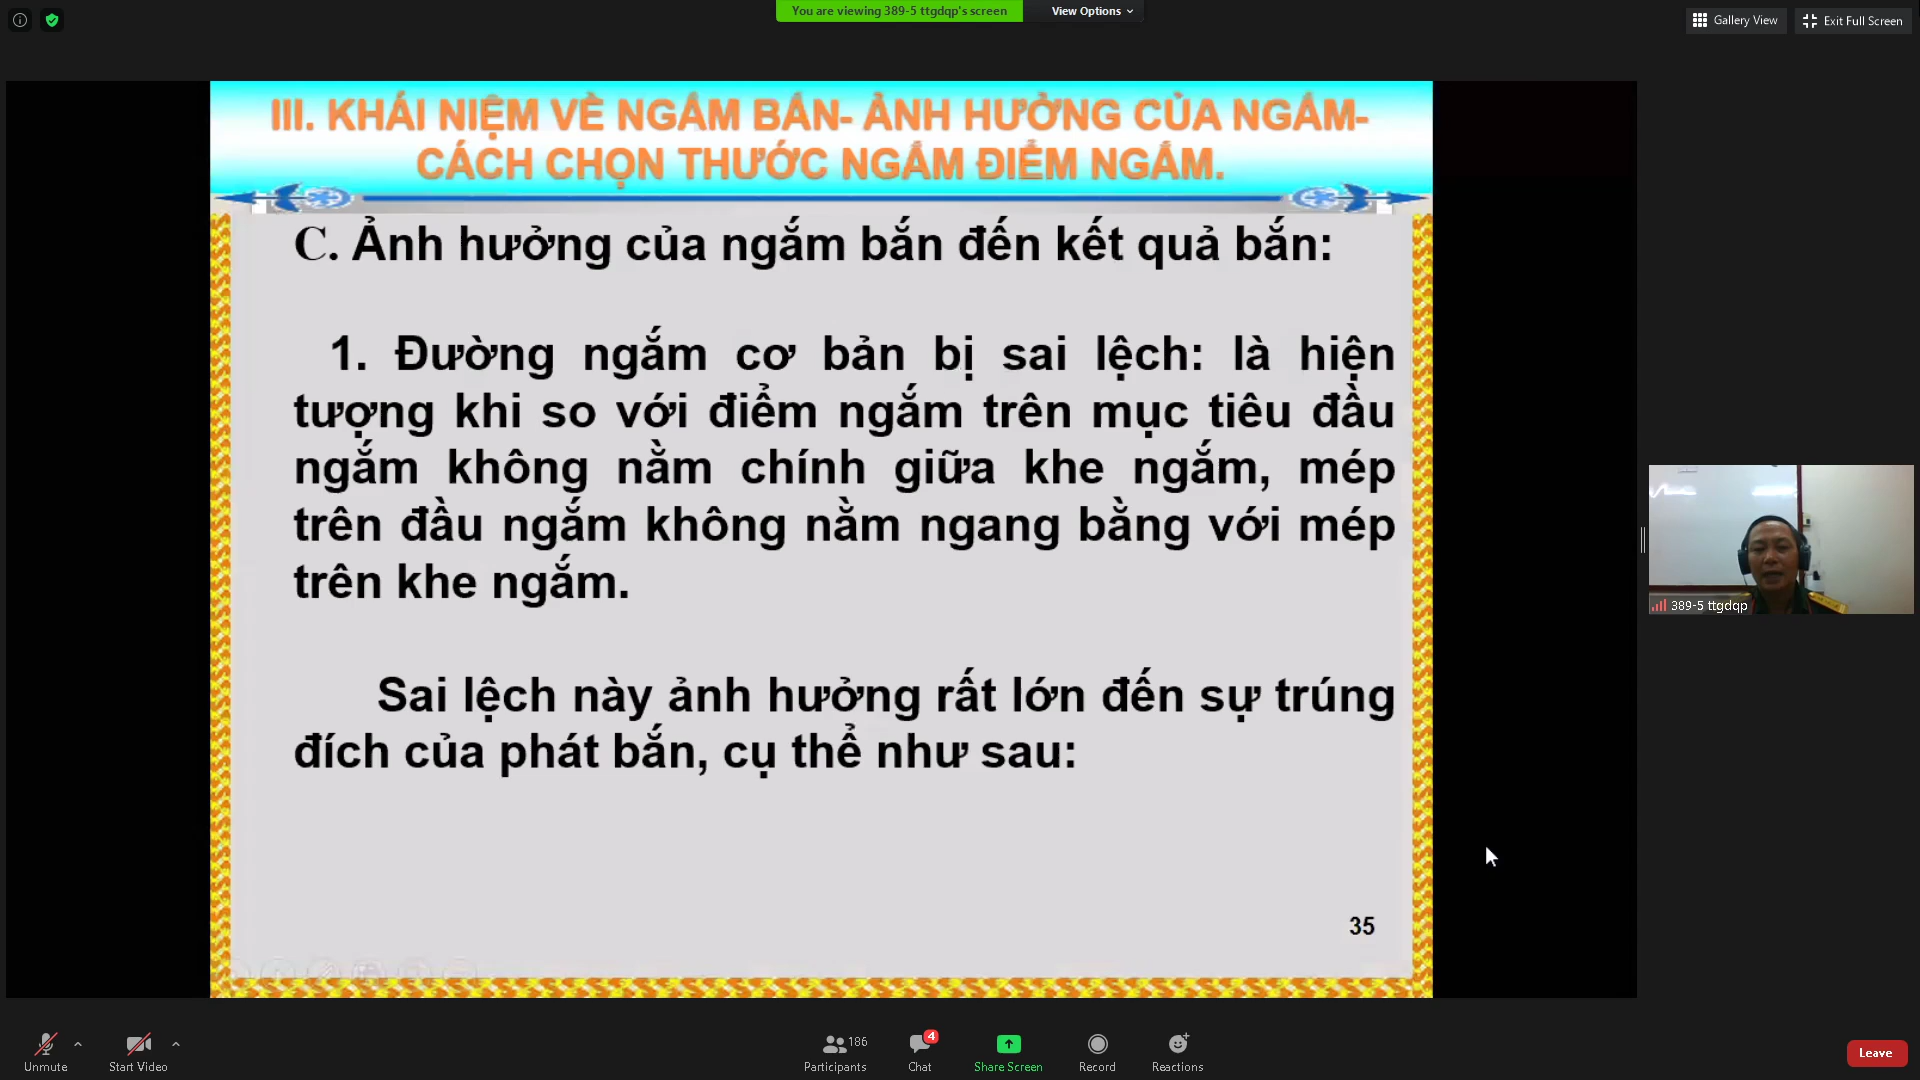 You are viewing 389-5 ttgdqp's screen
View Options
Gallery View
Exit Full Screen
III. KHÁI NIỆM VỀ NGẮM BẮN- ẢNH HƯỞNG CỦA NGẮM-
CÁCH CHỌN THƯỚC NGẮM ĐIỂM NGẮM.
C. Ảnh hưởng của ngắm bắn đến kết quả bắn:
1. Đường ngắm cơ bản bị sai lệch: là hiện
tượng khi so với điểm ngắm trên mục tiêu đầu
ngắm không nằm chính giữa khe ngắm, mép
trên đầu ngắm không nằm ngang bằng với mép
trên khe ngắm.
Sai lệch này ảnh hưởng rất lớn đến sự trúng
đích của phát bắn, cụ thể như sau:
35
389-5 ttgdqp
Unmute
Start Video
186
Participants
4
Chat
Share Screen
Record
Reactions
Leave